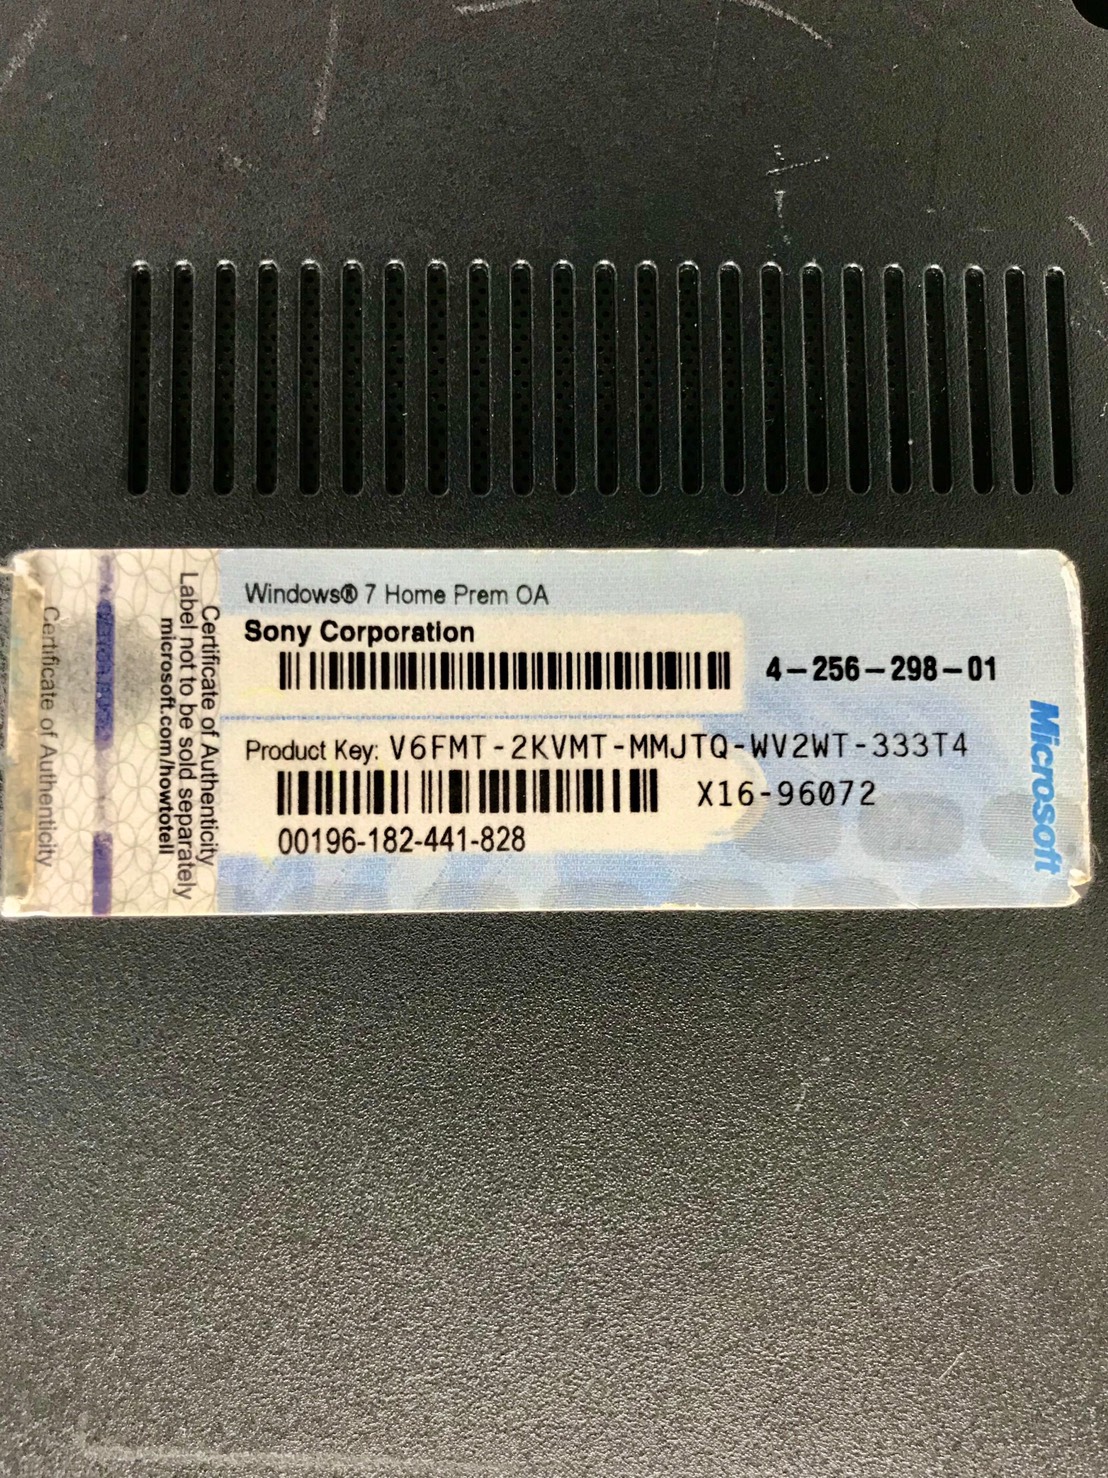 Windows® 7 Home Prem OA
Sony Corporation
4-256-298-01
Product Key: V6FMT-2KVMT-MMJTQ-WV2WT-333T4
X16-96072
00196-182-441-828
Microsoft
Certificate of Authenticity
Label not to be sold separately
microsoft.com/howtotell
Certificate of Authenticity